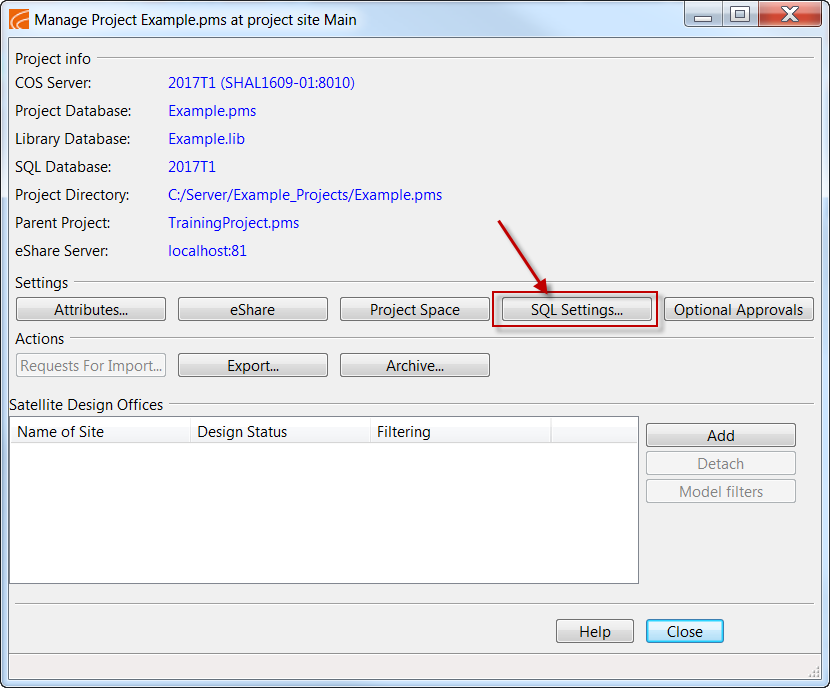 Manage Project Example.pms at project site Main
Project info
COS Server: 2017T1 (SHAL1609-01:8010)
Project Database: Example.pms
Library Database: Example.lib
SQL Database: 2017T1
Project Directory: C:/Server/Example_Projects/Example.pms
Parent Project: TrainingProject.pms
eShare Server: localhost:81
Settings
Attributes... eShare Project Space SQL Settings... Optional Approvals
Actions
Requests For Import... Export... Archive...
Satellite Design Offices
Name of Site Design Status Filtering
Add
Detach
Model filters
Help Close